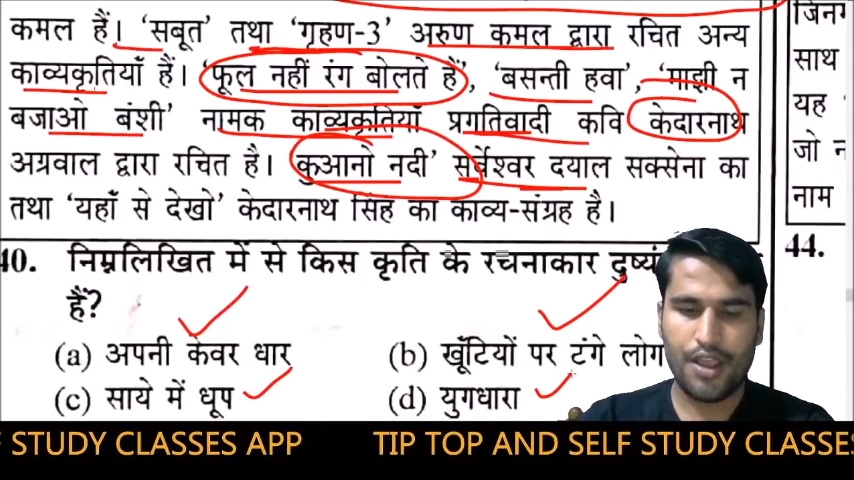 कमल हैं। ‘सबूत’ तथा ‘गृहण-3’ अरुण कमल द्वारा रचित अन्य
काव्यकृतियाँ हैं। ‘फूल नहीं रंग बोलते हैं’, ‘बसन्ती हवा’, ‘माझी न
बजाओ बंशी’ नामक काव्यकृतियाँ प्रगतिवादी कवि केदारनाथ
अग्रवाल द्वारा रचित है। कुआनो नदी’ सर्वेश्वर दयाल सक्सेना का
तथा ‘यहाँ से देखो’ केदारनाथ सिंह का काव्य-संग्रह है।
40. निम्नलिखित में से किस कृति के रचनाकार
हैं?
(a) अपनी केवर धार (b) खूँटियों पर टंगे लोग
(c) साये में धूप (d) युगधारा
साथ
यह
जो न
नाम
44.
F STUDY CLASSES APP TIP TOP AND SELF STUDY CLASSES